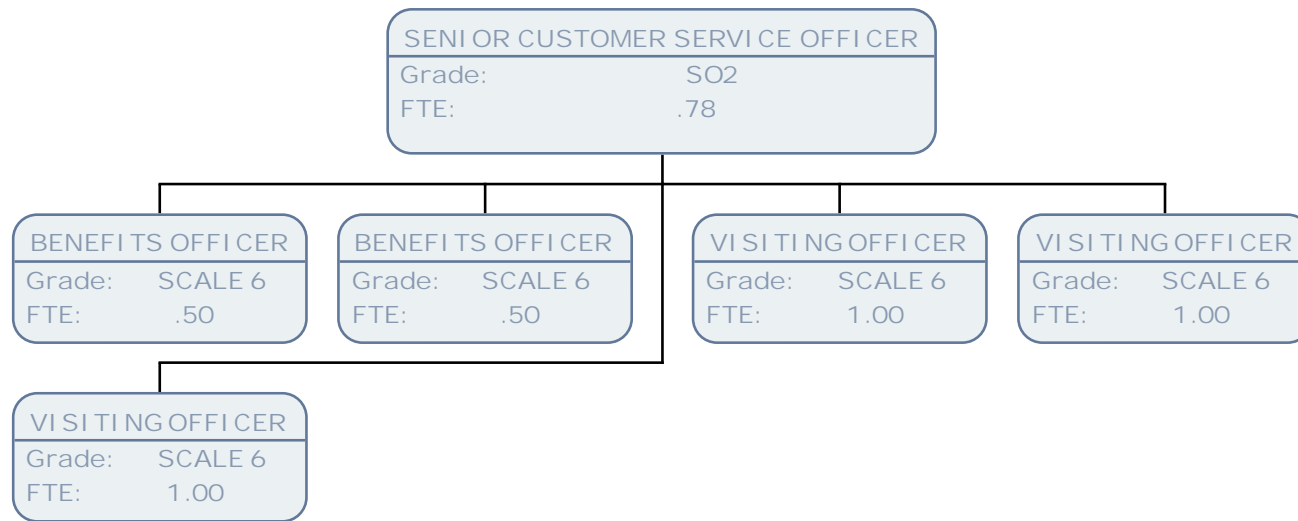 SENIOR CUSTOMER SERVICE OFFICER
Grade: SO2
FTE: .78
BENEFITS OFFICER
Grade: SCALE 6
FTE: .50
BENEFITS OFFICER
Grade: SCALE 6
FTE: .50
VISITING OFFICER
Grade: SCALE 6
FTE: 1.00
VISITING OFFICER
Grade: SCALE 6
FTE: 1.00
VISITING OFFICER
Grade: SCALE 6
FTE: 1.00